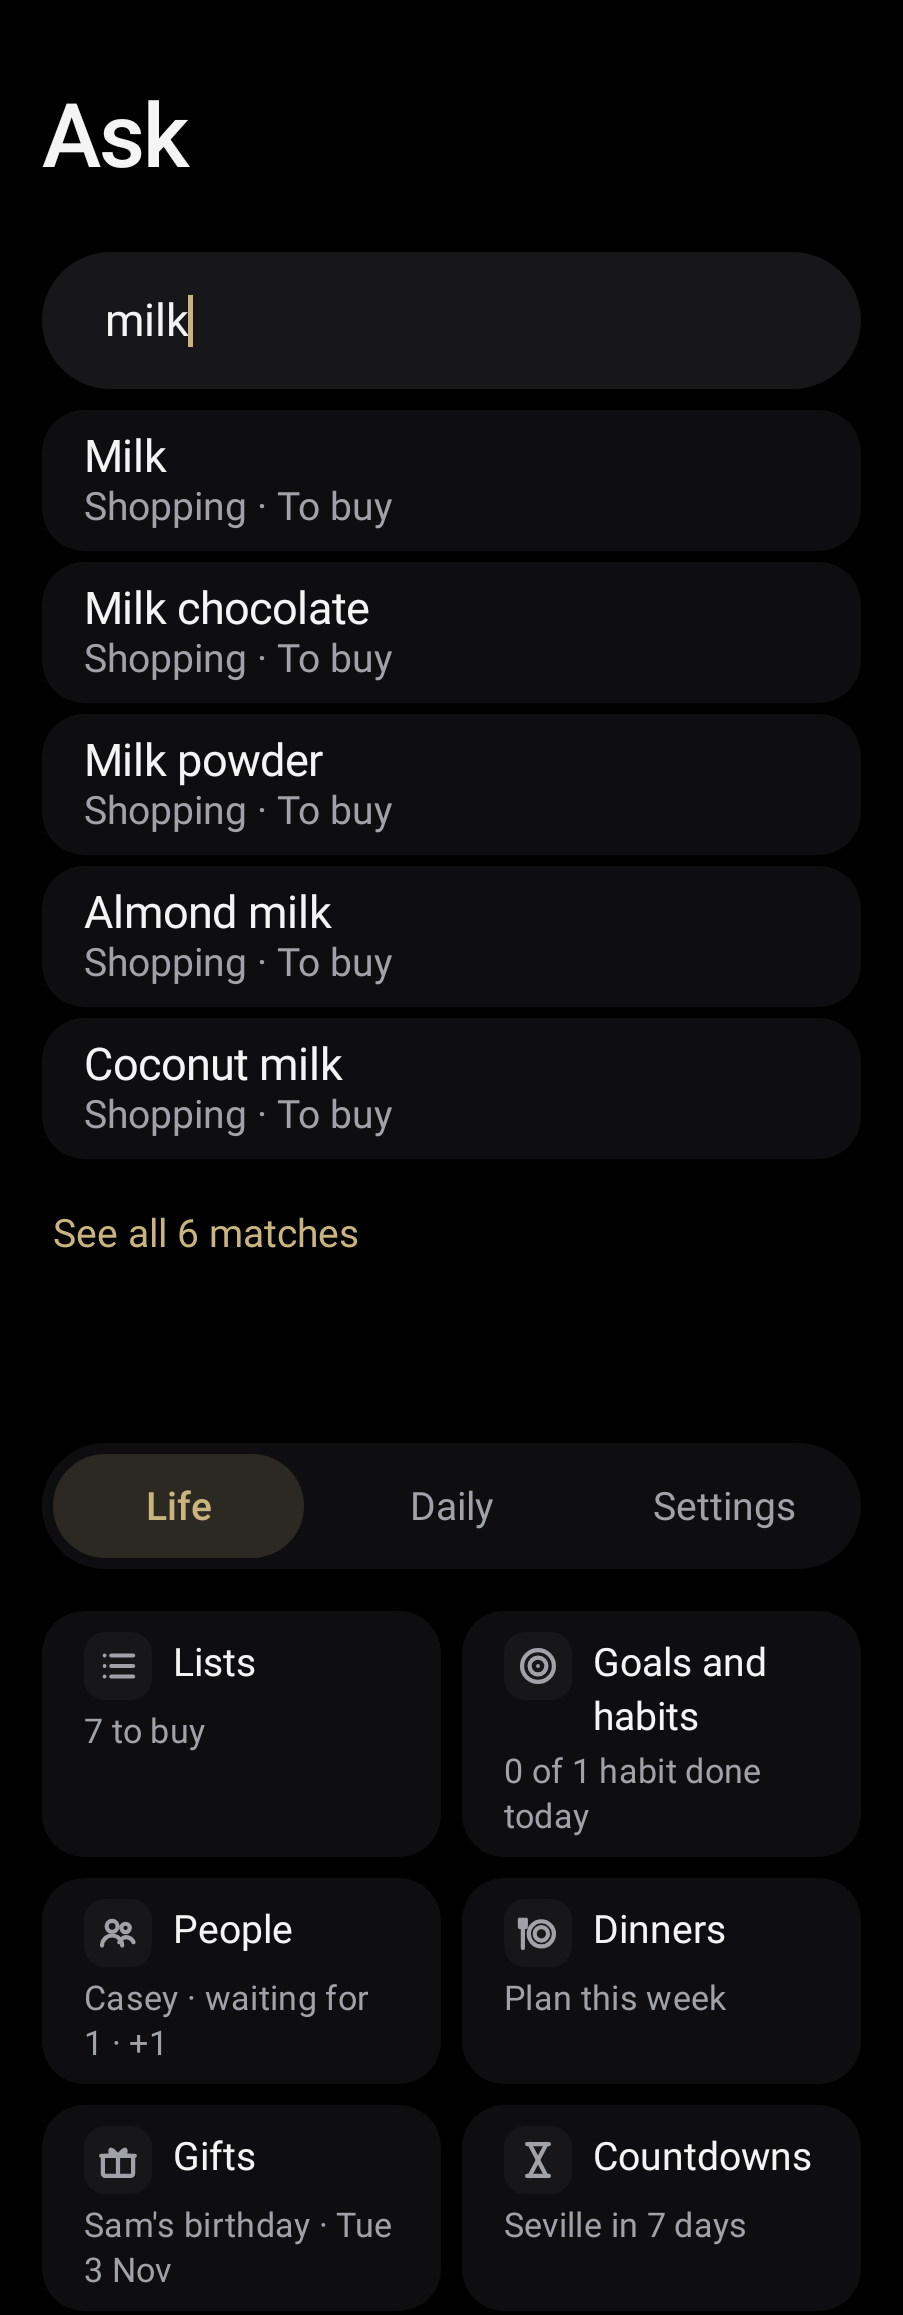 Ask
milk
Milk
Shopping · To buy
Milk chocolate
Shopping · To buy
Milk powder
Shopping · To buy
Almond milk
Shopping · To buy
Coconut milk
Shopping · To buy
See all 6 matches
Life
Daily
Settings
Lists
7 to buy
Goals and
habits
0 of 1 habit done
today
People
Casey · waiting for
1 · +1
Dinners
Plan this week
Gifts
Sam's birthday · Tue
3 Nov
Countdowns
Seville in 7 days